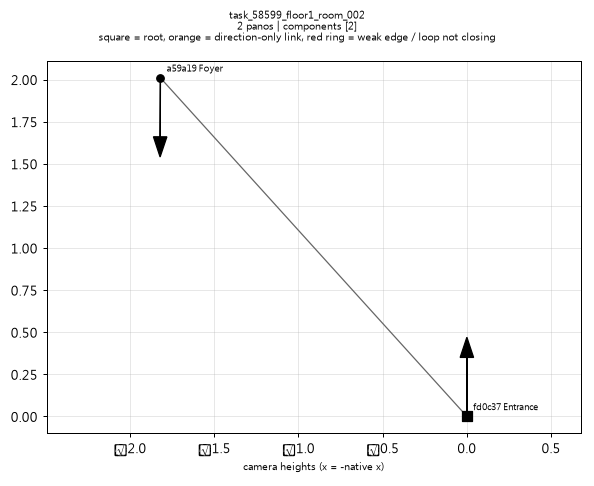 task_58599_floor1_room_002
2 panos | components [2]
square = root, orange = direction-only link, red ring = weak edge / loop not closing
a59a19 Foyer
2.00
1.75
1.50
1.25
1.00
0.75
0.50
fd0c37 Entrance
0.25
0.00
√2.0 √1.5 √1.0 √0.5 0.0 0.5
camera heights (x = -native x)